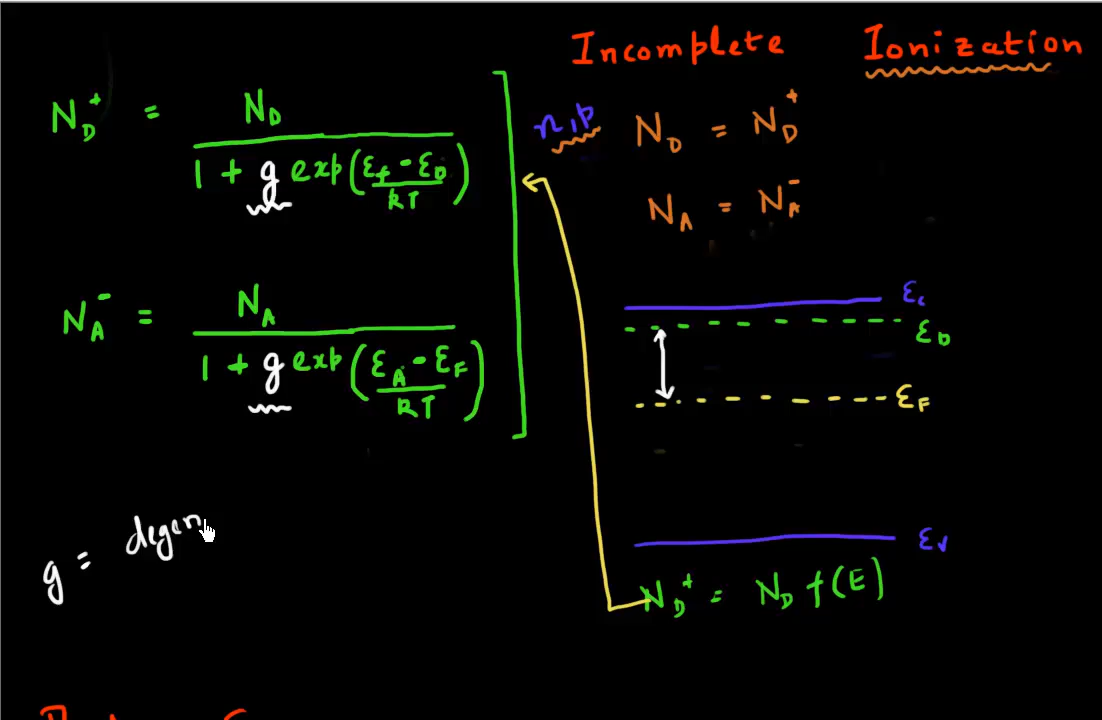 Incomplete Ionization
N_D^+ = N_D / (1 + g exp((E_f - E_D)/kT))
n, p
N_D = N_D^+
N_A = N_A^-
N_A^- = N_A / (1 + g exp((E_A - E_F)/kT))
E_C
E_D
E_F
E_V
g = degen
N_D^+ = N_D f(E)